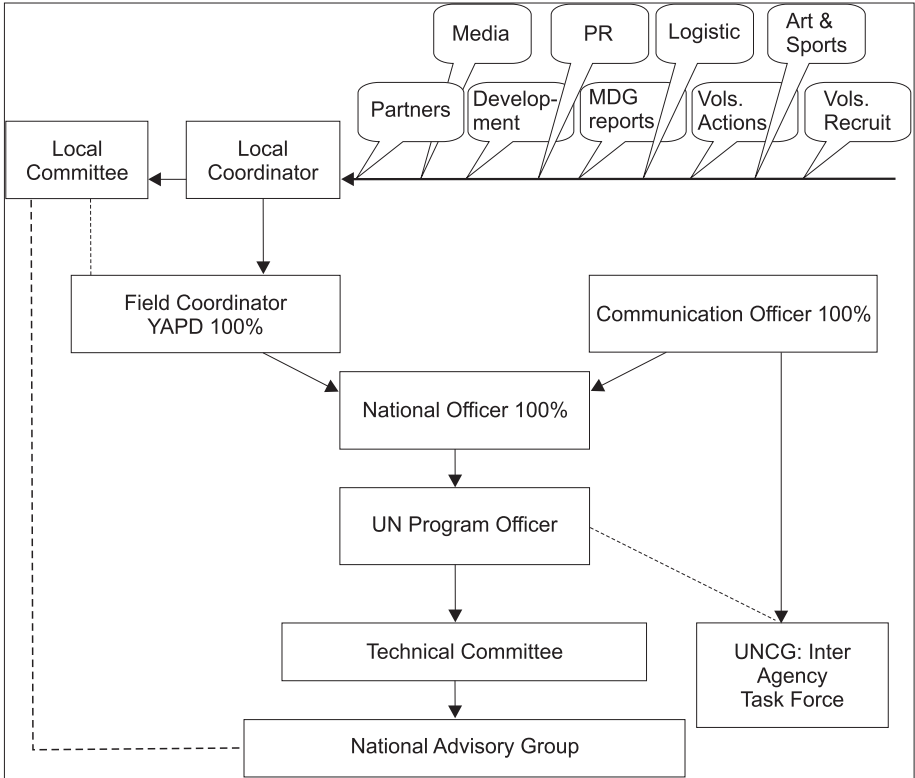 Media
PR
Logistic
Art &
Sports
Partners
Develop-
ment
MDG
reports
Vols.
Actions
Vols.
Recruit
Local
Committee
Local
Coordinator
Field Coordinator
YAPD 100%
Communication Officer 100%
National Officer 100%
UN Program Officer
Technical Committee
UNCG: Inter
Agency
Task Force
National Advisory Group